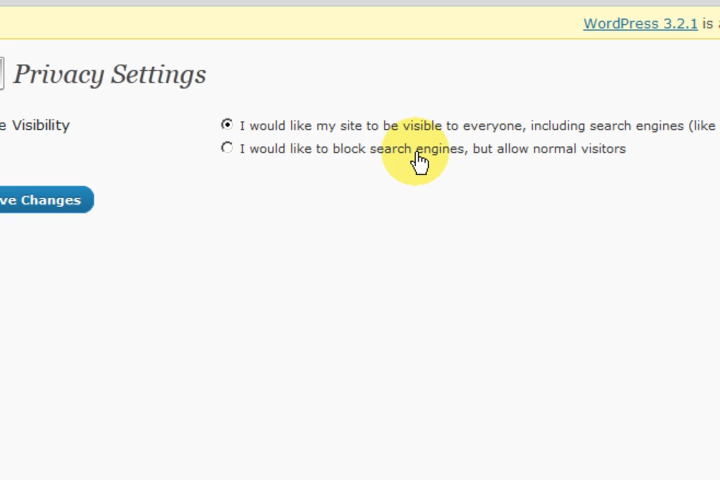 WordPress 3.2.1 is
Privacy Settings
e Visibility
I would like my site to be visible to everyone, including search engines (like
I would like to block search engines, but allow normal visitors
ve Changes